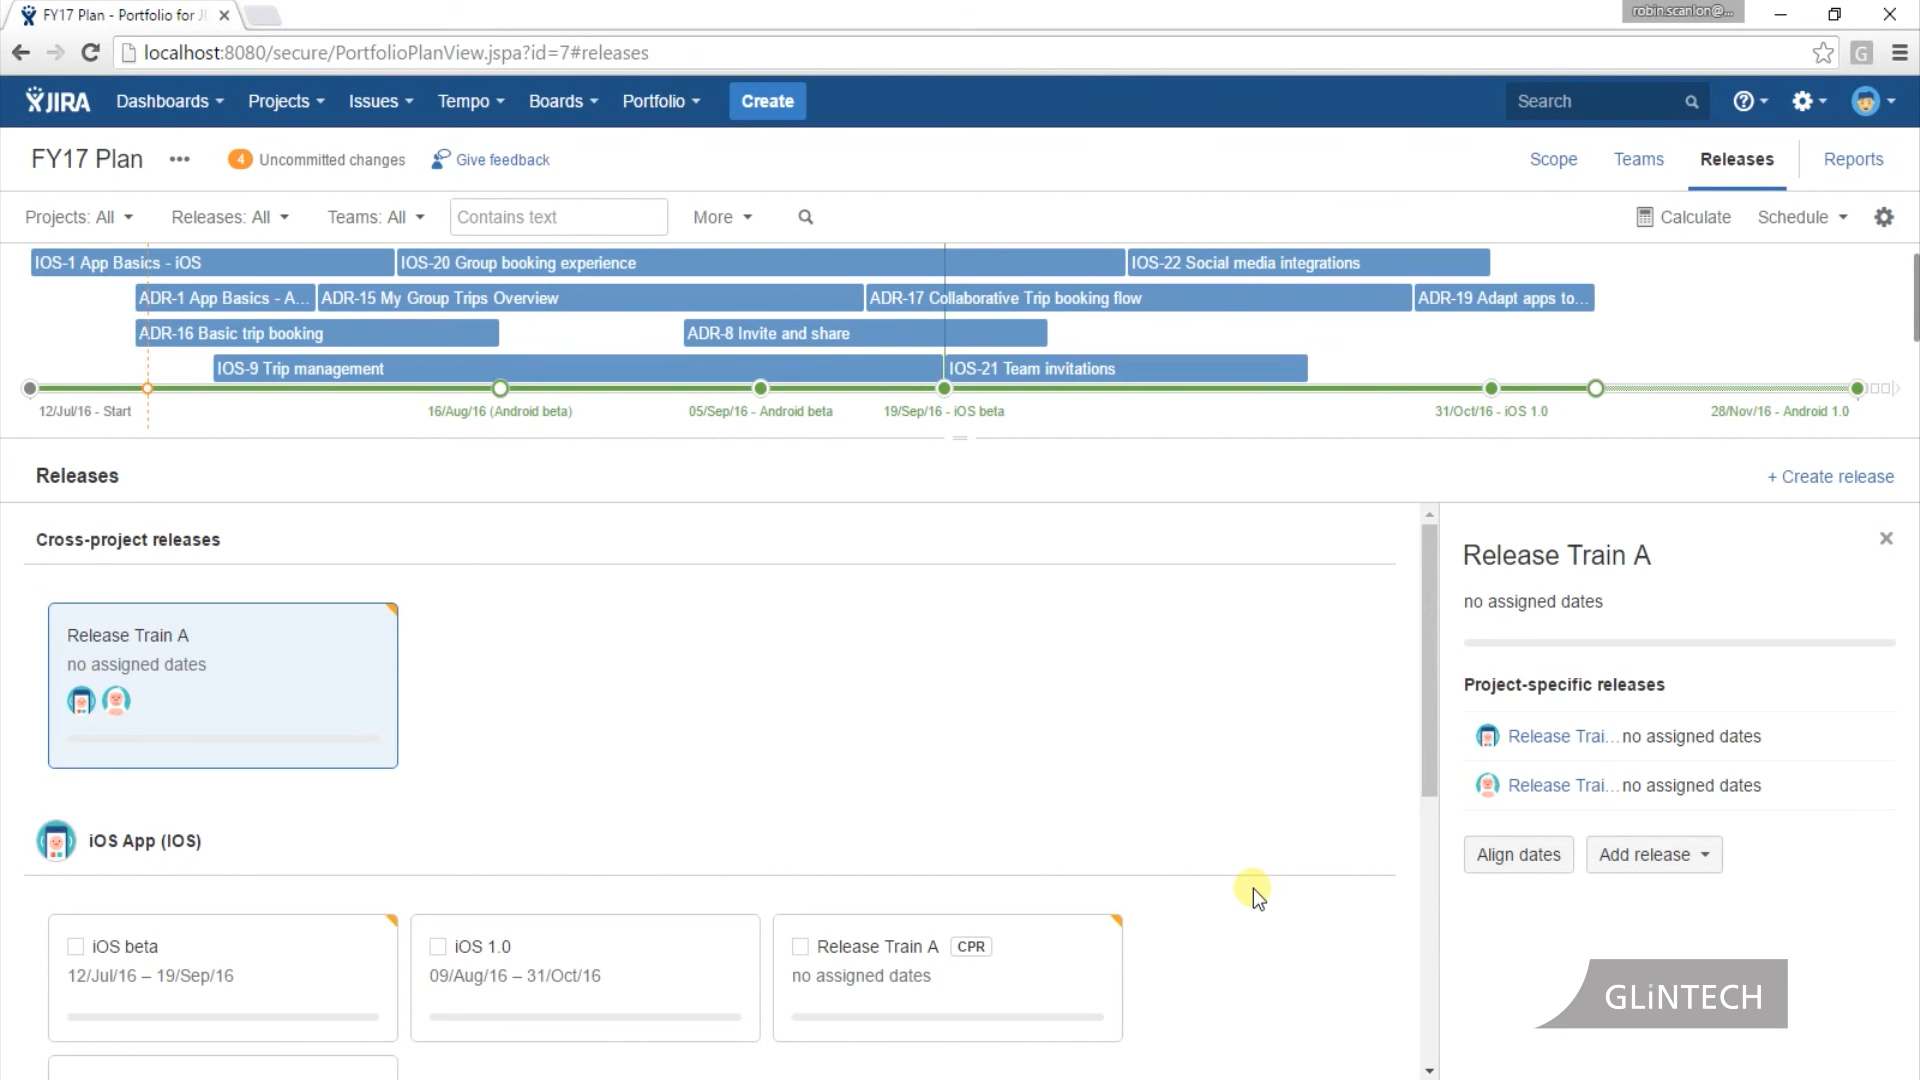 FY17 Plan - Portfolio for JI
robin.scanlon@...
localhost:8080/secure/PortfolioPlanView.jspa?id=7#releases
G
JIRA Dashboards Projects Issues Tempo Boards Portfolio Create Search
FY17 Plan ••• 4 Uncommitted changes Give feedback Scope Teams Releases Reports
Projects: All Releases: All Teams: All Contains text More Calculate Schedule
IOS-1 App Basics - iOS IOS-20 Group booking experience IOS-22 Social media integrations
ADR-1 App Basics - A... ADR-15 My Group Trips Overview ADR-17 Collaborative Trip booking flow ADR-19 Adapt apps to...
ADR-16 Basic trip booking ADR-8 Invite and share
IOS-9 Trip management IOS-21 Team invitations
12/Jul/16 - Start 16/Aug/16 (Android beta) 05/Sep/16 - Android beta 19/Sep/16 - iOS beta 31/Oct/16 - iOS 1.0 28/Nov/16 - Android 1.0
Releases + Create release
Cross-project releases
Release Train A
no assigned dates
iOS App (IOS)
iOS beta
12/Jul/16 – 19/Sep/16
iOS 1.0
09/Aug/16 – 31/Oct/16
Release Train A CPR
no assigned dates
Release Train A
no assigned dates
Project-specific releases
Release Trai... no assigned dates
Release Trai... no assigned dates
Align dates Add release
GLiNTECH